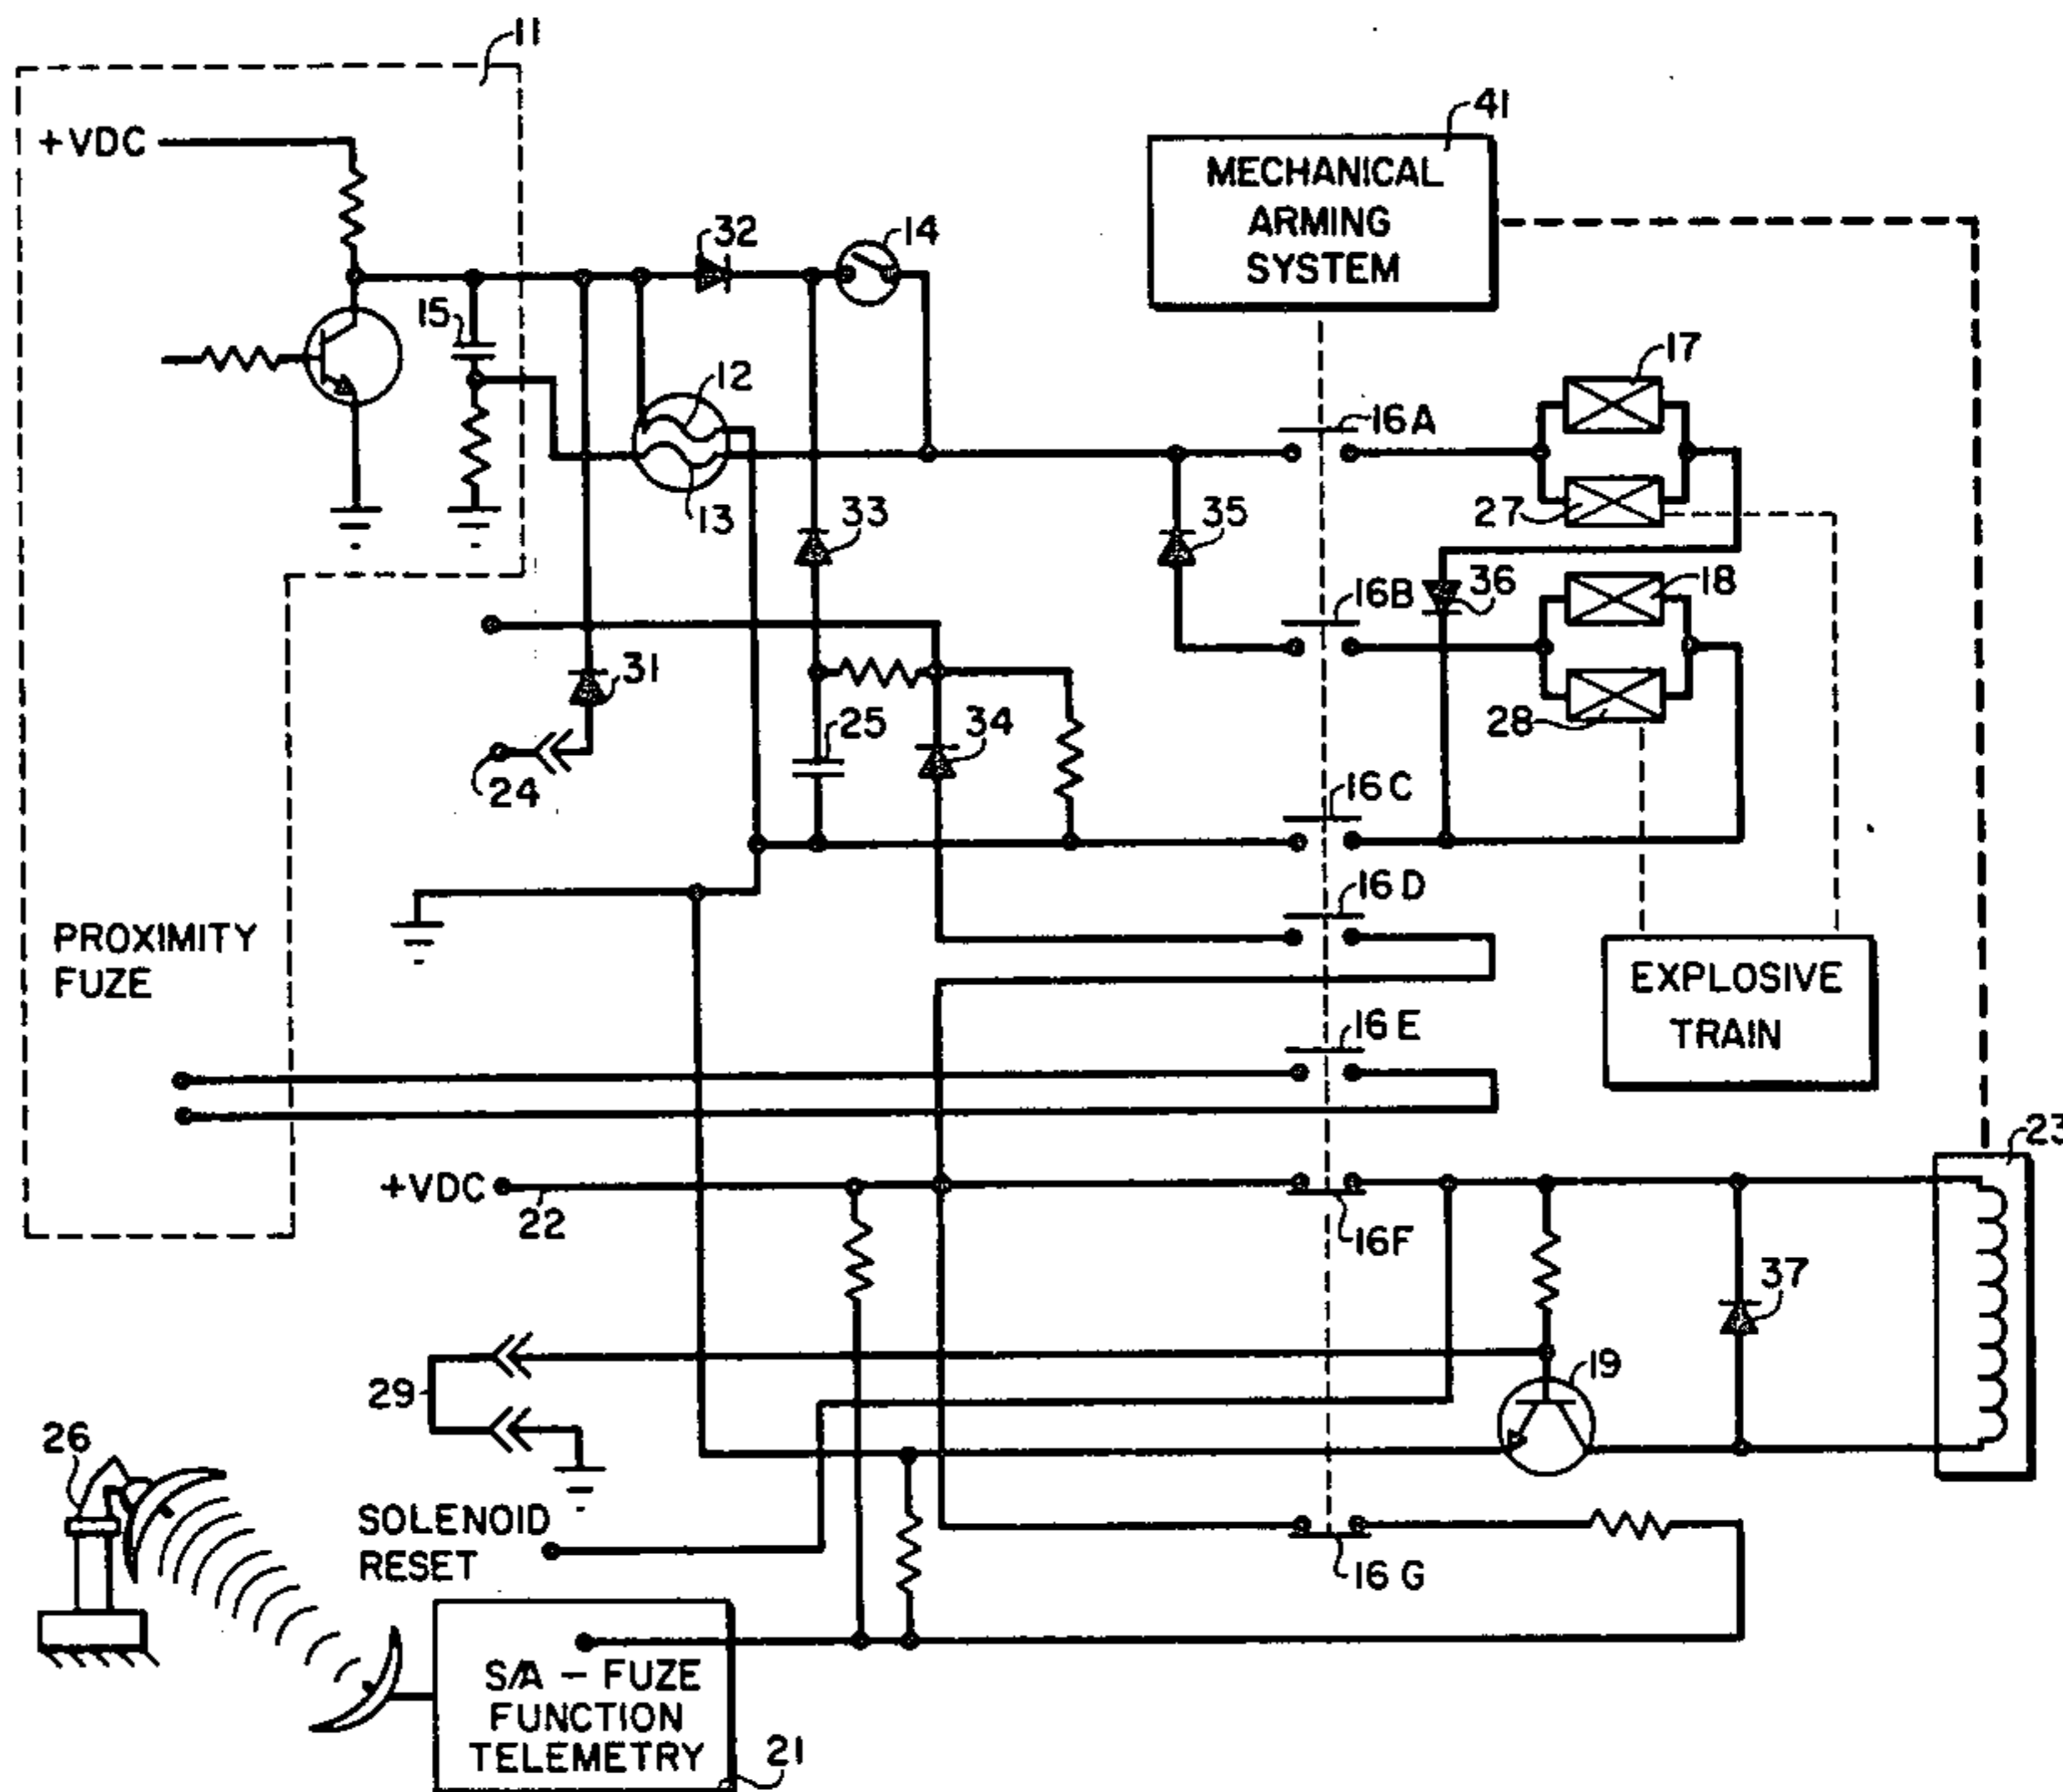 11
+VDC
41
MECHANICAL
ARMING
SYSTEM
32
14
15
12
17
16A
13
33
35
27
16B
36
18
31
25
34
28
24
16C
16D
PROXIMITY
FUZE
EXPLOSIVE
TRAIN
16E
23
+VDC
22
16F
37
29
19
26
SOLENOID
RESET
16G
S/A - FUZE
FUNCTION
TELEMETRY
21